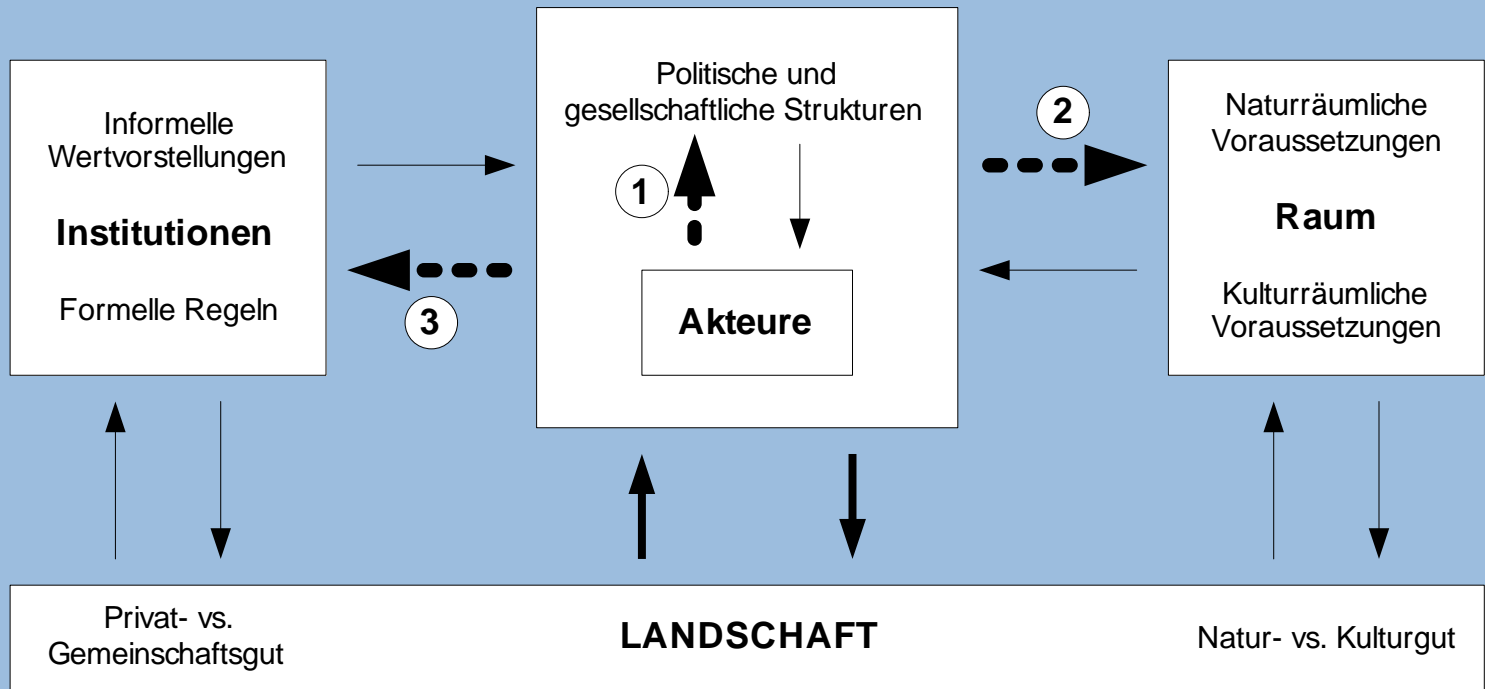 Informelle
Wertvorstellungen
Institutionen
Formelle Regeln
Politische und
gesellschaftliche Strukturen
1
Akteure
2
3
Naturräumliche
Voraussetzungen
Raum
Kulturräumliche
Voraussetzungen
Privat- vs.
Gemeinschaftsgut
LANDSCHAFT
Natur- vs. Kulturgut